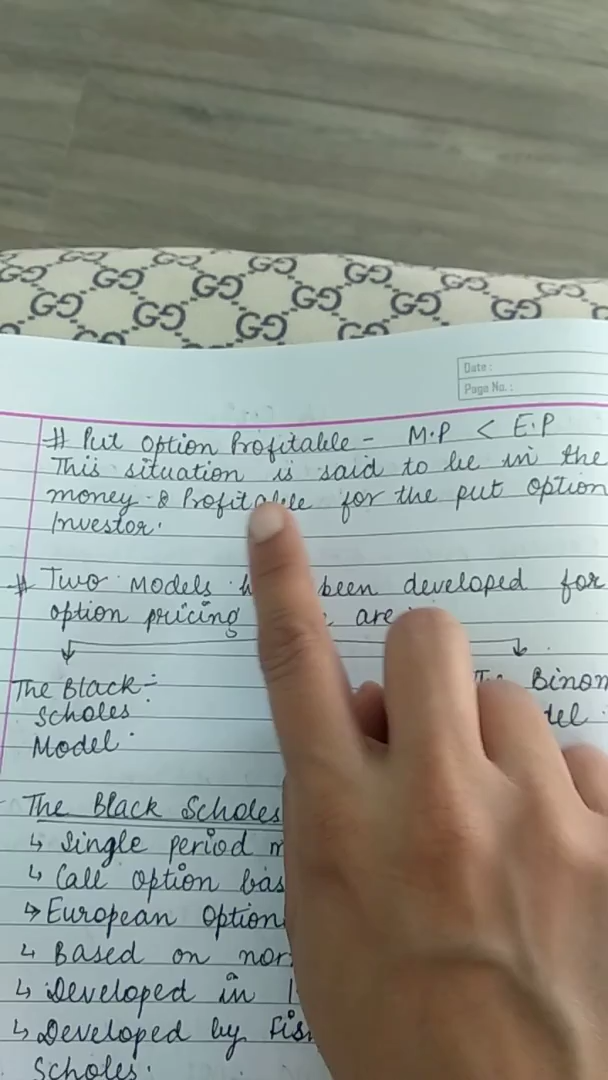 Date :
Page No. :
# Put Option Profitable - M.P < E.P
This situation is said to be in the
money & Profitable for the put option
Investor.
# Two Models been developed for
option pricing are
The Black-
Scholes
Model.
Binom
The Black Scholes
↳ Single period
↳ Call option
↳ European Option
↳ Based on
↳ Developed in
↳ Developed by
Scholes.